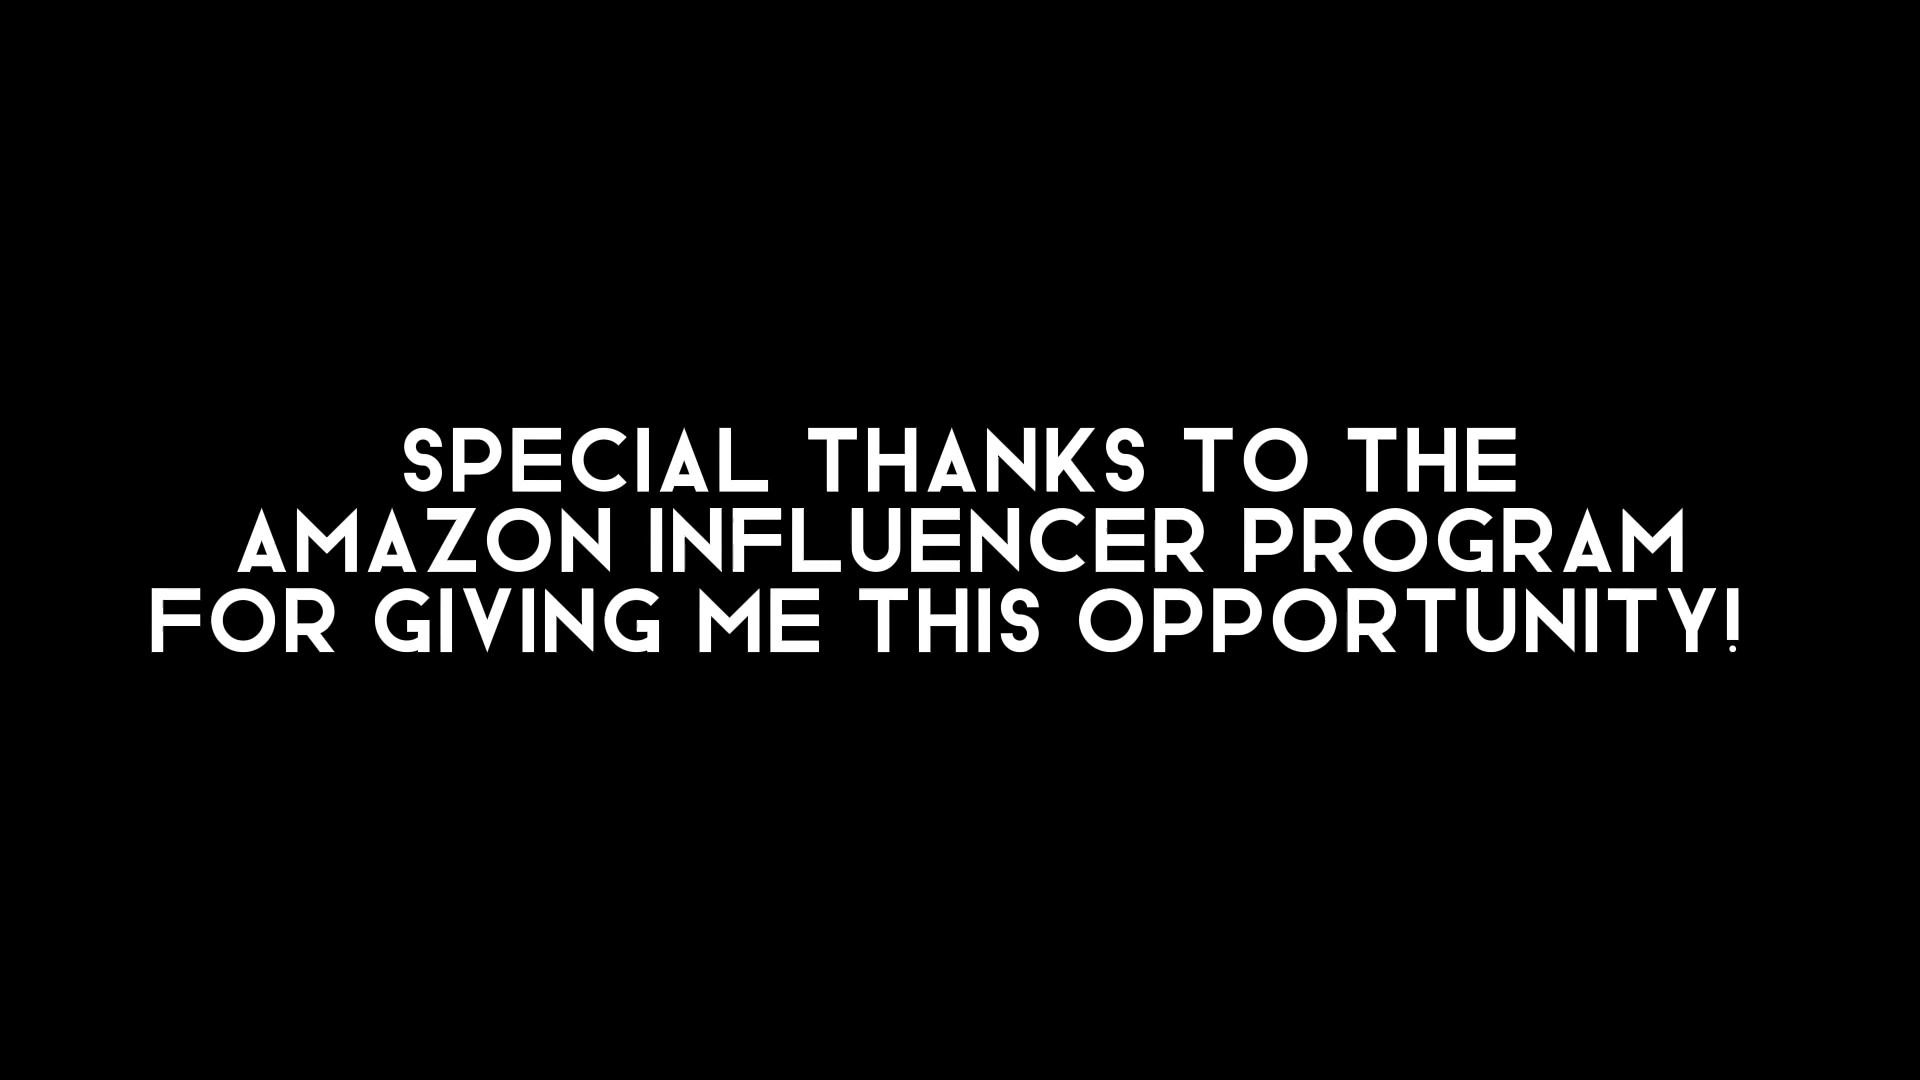 SPECIAL THANKS TO THE
AMAZON INFLUENCER PROGRAM
FOR GIVING ME THIS OPPORTUNITY!